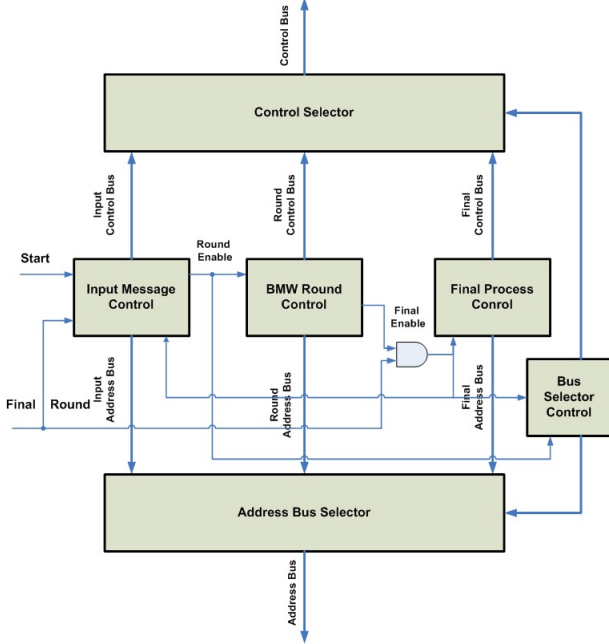 Control Bus
Control Selector
Input
Control Bus
Round
Control Bus
Final
Control Bus
Start
Round
Enable
Input Message
Control
BMW Round
Control
Final Process
Conrol
Final
Enable
Final
Round
Input
Address Bus
Round
Address Bus
Final
Address Bus
Bus
Selector
Control
Address Bus Selector
Address Bus